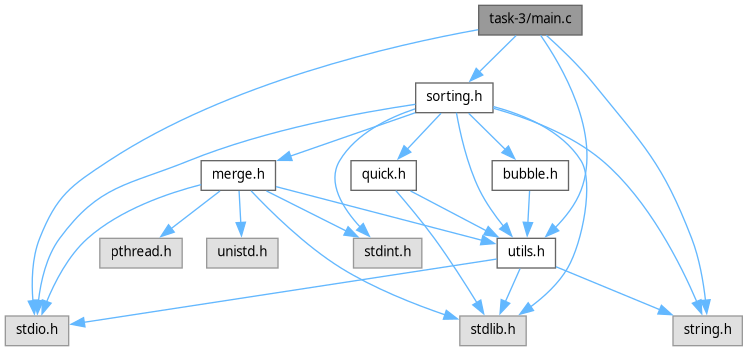 task-3/main.c
sorting.h
merge.h
quick.h
bubble.h
pthread.h
unistd.h
stdint.h
utils.h
stdio.h
stdlib.h
string.h